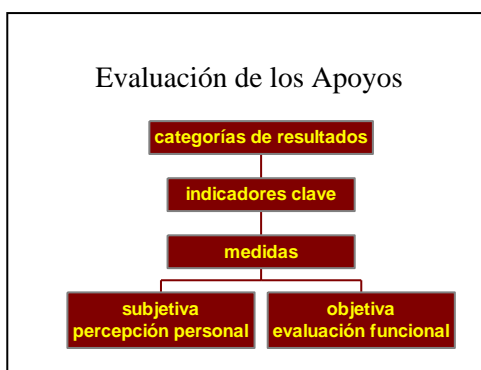 Evaluación de los Apoyos
categorías de resultados
indicadores clave
medidas
subjetiva
percepción personal
objetiva
evaluación funcional